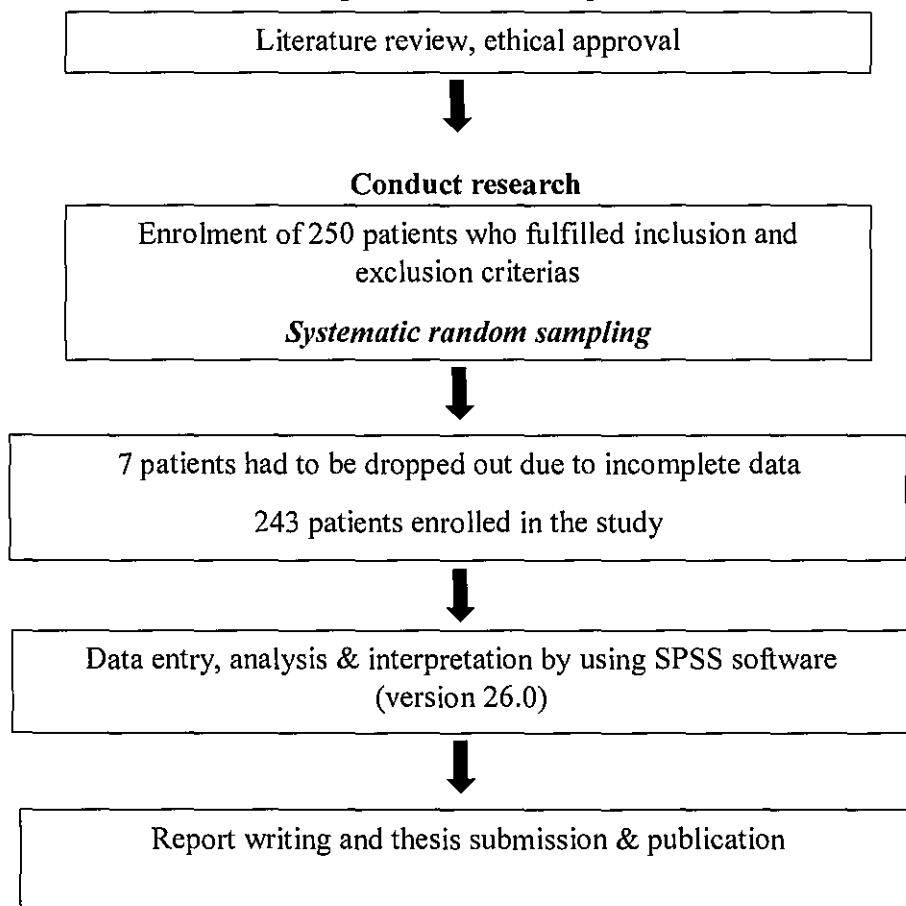 Literature review, ethical approval
Conduct research
Enrolment of 250 patients who fulfilled inclusion and
exclusion criterias
Systematic random sampling
7 patients had to be dropped out due to incomplete data
243 patients enrolled in the study
Data entry, analysis & interpretation by using SPSS software
(version 26.0)
Report writing and thesis submission & publication